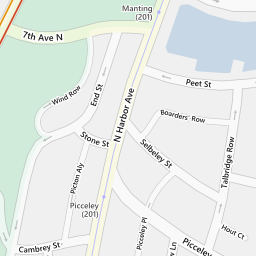 Manting
(201)
7th Ave N
Peet St
Wind Row
End St
Boarders' Row
N Harbor Ave
Stone St
Selbeley St
Talbridge Row
Picton Aly
Picceley
(201)
Picceley Pl
Hout Ct
Cambrey St
Picceley
w Ln